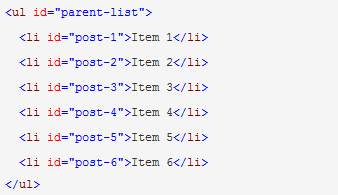 <ul id="parent-list">
  <li id="post-1">Item 1</li>
  <li id="post-2">Item 2</li>
  <li id="post-3">Item 3</li>
  <li id="post-4">Item 4</li>
  <li id="post-5">Item 5</li>
  <li id="post-6">Item 6</li>
</ul>